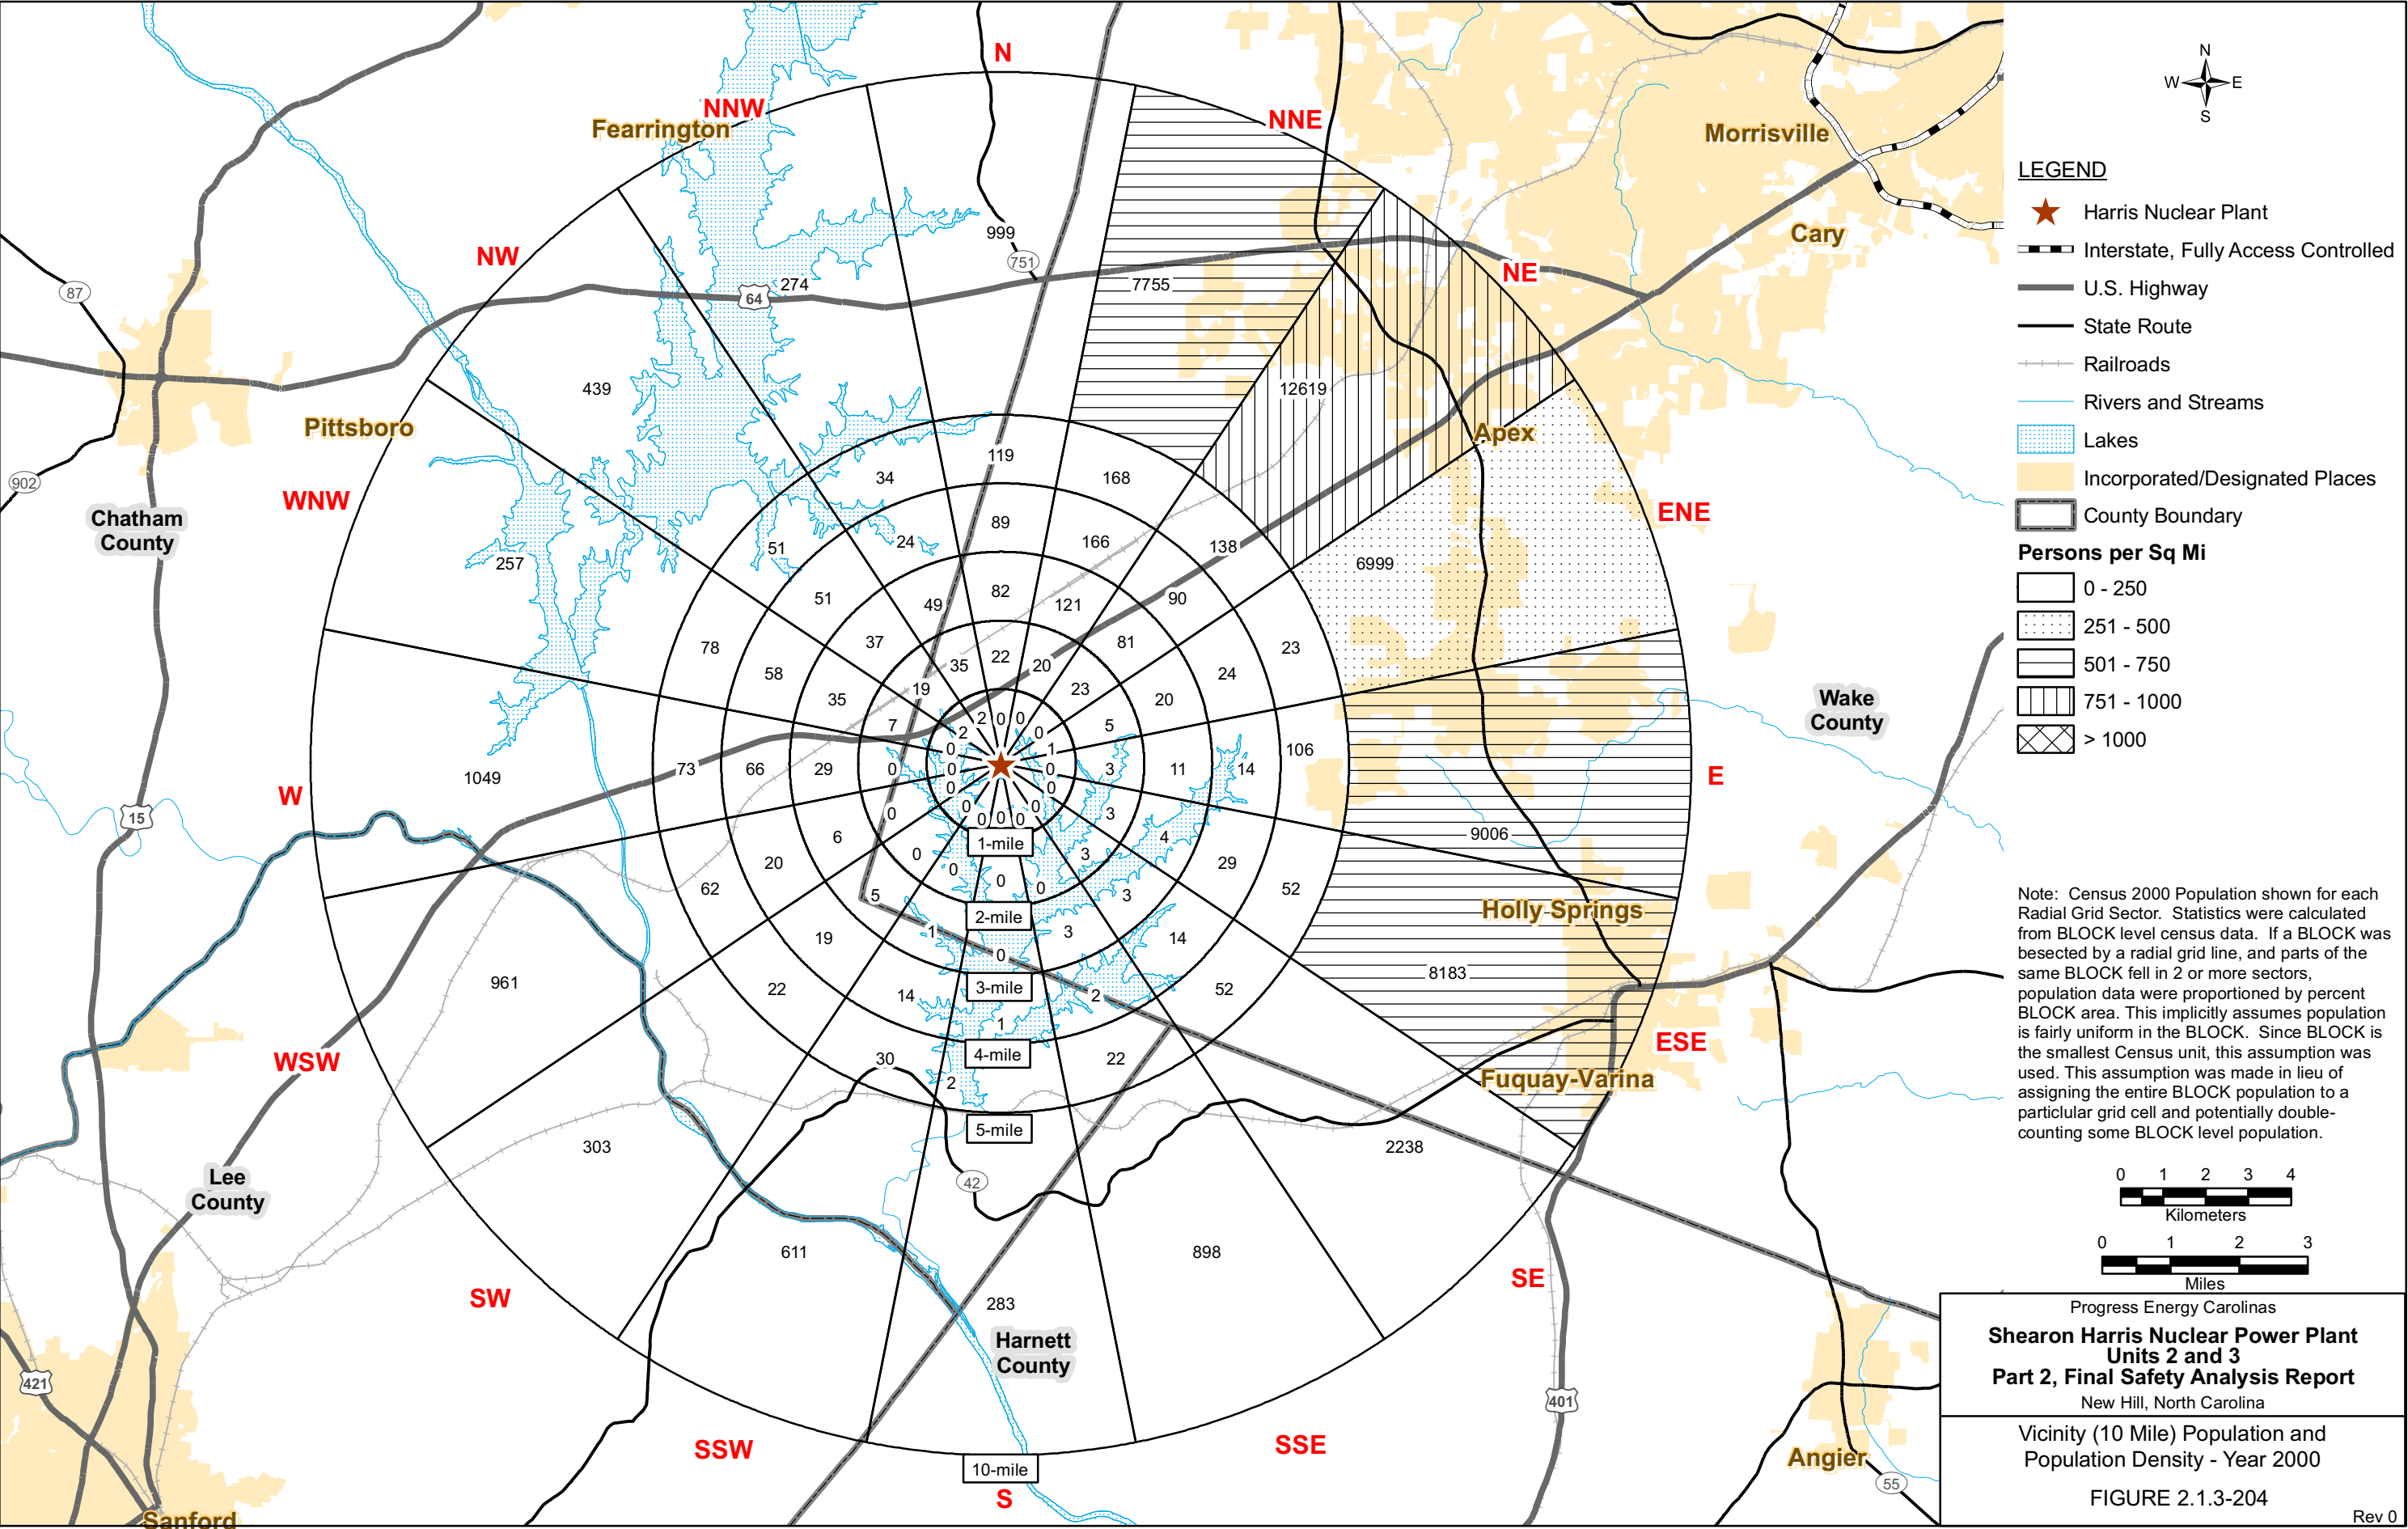 N
NNW
Fearrington
NNE
Morrisville
NW
999
751
Cary
NE
87
64
274
7755
439
12619
Pittsboro
Apex
119
34
168
902
WNW
ENE
Chatham
County
89
51
24
166
138
257
6999
51
49
82
121
90
78
37
81
23
58
35
22
20
24
35
19
23
20
Wake
County
7
2
0
0
5
2
0
0
1
106
1049
73
66
29
0
0
0
3
11
14
E
W
0
0
15
0
0
0
3
0
0
0
6
1-mile
4
9006
20
0
3
29
62
0
0
0
52
5
3
2-mile
Holly Springs
19
1
3
14
0
961
8183
22
14
3-mile
2
52
1
ESE
WSW
30
4-mile
22
2
Fuquay-Varina
5-mile
303
2238
Lee
County
42
611
898
SE
SW
283
Harnett
County
421
401
SSW
SSE
10-mile
Angier
55
S
Sanford
N
W E
S
LEGEND
Harris Nuclear Plant
Interstate, Fully Access Controlled
U.S. Highway
State Route
Railroads
Rivers and Streams
Lakes
Incorporated/Designated Places
County Boundary
Persons per Sq Mi
0 - 250
251 - 500
501 - 750
751 - 1000
> 1000
Note: Census 2000 Population shown for each
Radial Grid Sector. Statistics were calculated
from BLOCK level census data. If a BLOCK was
besected by a radial grid line, and parts of the
same BLOCK fell in 2 or more sectors,
population data were proportioned by percent
BLOCK area. This implicitly assumes population
is fairly uniform in the BLOCK. Since BLOCK is
the smallest Census unit, this assumption was
used. This assumption was made in lieu of
assigning the entire BLOCK population to a
particlular grid cell and potentially double-
counting some BLOCK level population.
0 1 2 3 4
Kilometers
0 1 2 3
Miles
Progress Energy Carolinas
Shearon Harris Nuclear Power Plant
Units 2 and 3
Part 2, Final Safety Analysis Report
New Hill, North Carolina
Vicinity (10 Mile) Population and
Population Density - Year 2000
FIGURE 2.1.3-204
Rev 0